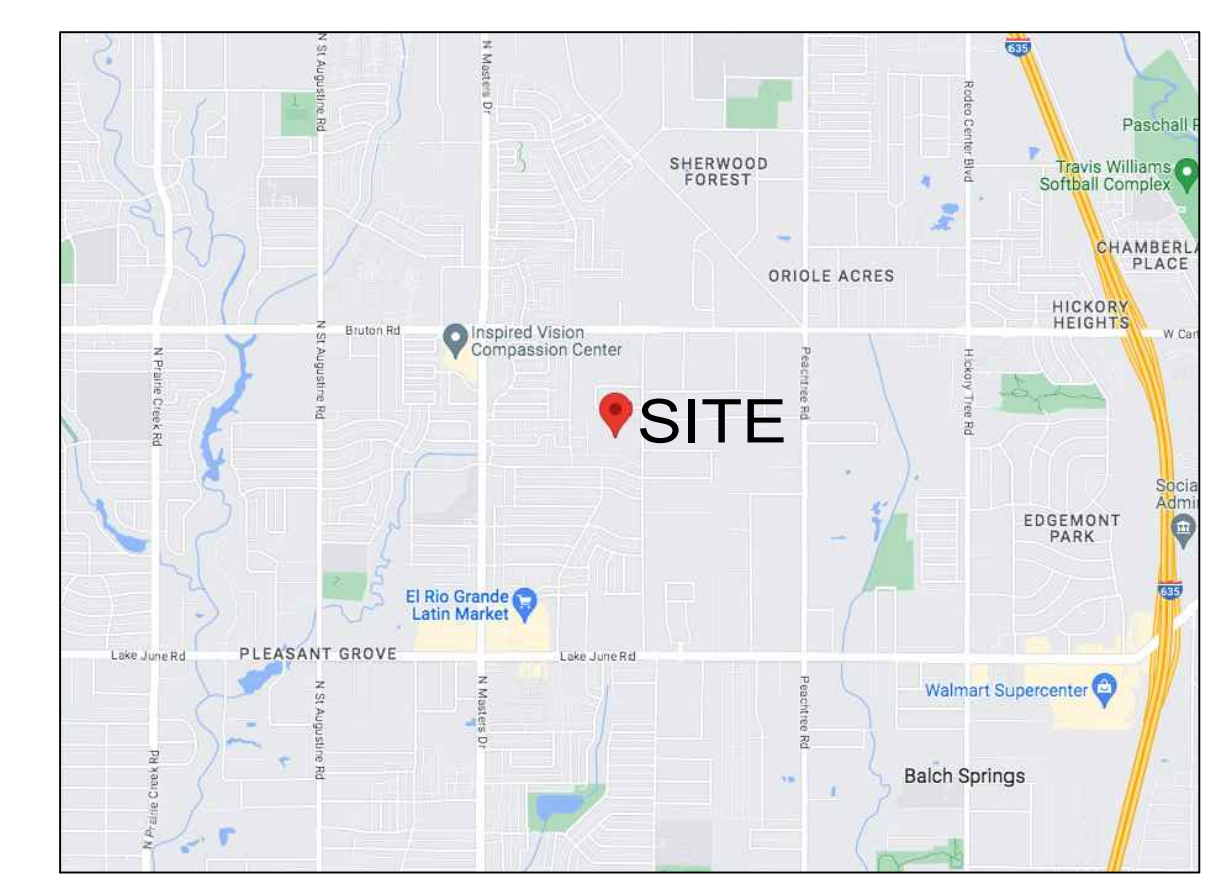 N St Augustine Rd
N Masters Dr
635
Rodeo Center Blvd
Paschall
SHERWOOD
FOREST
Travis Williams
Softball Complex
CHAMBERLA
PLACE
ORIOLE ACRES
HICKORY
HEIGHTS
Bruton Rd
Inspired Vision
Compassion Center
W Cam
N Prairie Creek Rd
N St Augustine Rd
Peachtree Rd
Hickory Tree Rd
SITE
Socia
Admi
EDGEMONT
PARK
El Rio Grande
Latin Market
635
Lake June Rd
PLEASANT GROVE
Lake June Rd
N St Augustine Rd
N Masters Dr
Peachtree Rd
Walmart Supercenter
N Prairie Creek Rd
Balch Springs